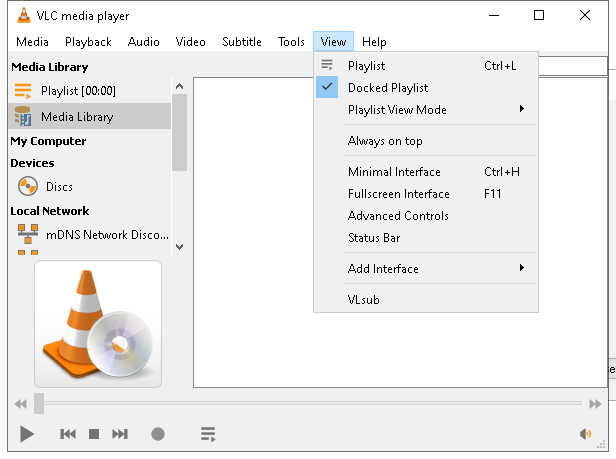 VLC media player
Media Playback Audio Video Subtitle Tools View Help
Media Library
Playlist [00:00]
Media Library
My Computer
Devices
Discs
Local Network
mDNS Network Disco...
Playlist Ctrl+L
Docked Playlist
Playlist View Mode
Always on top
Minimal Interface Ctrl+H
Fullscreen Interface F11
Advanced Controls
Status Bar
Add Interface
VLsub